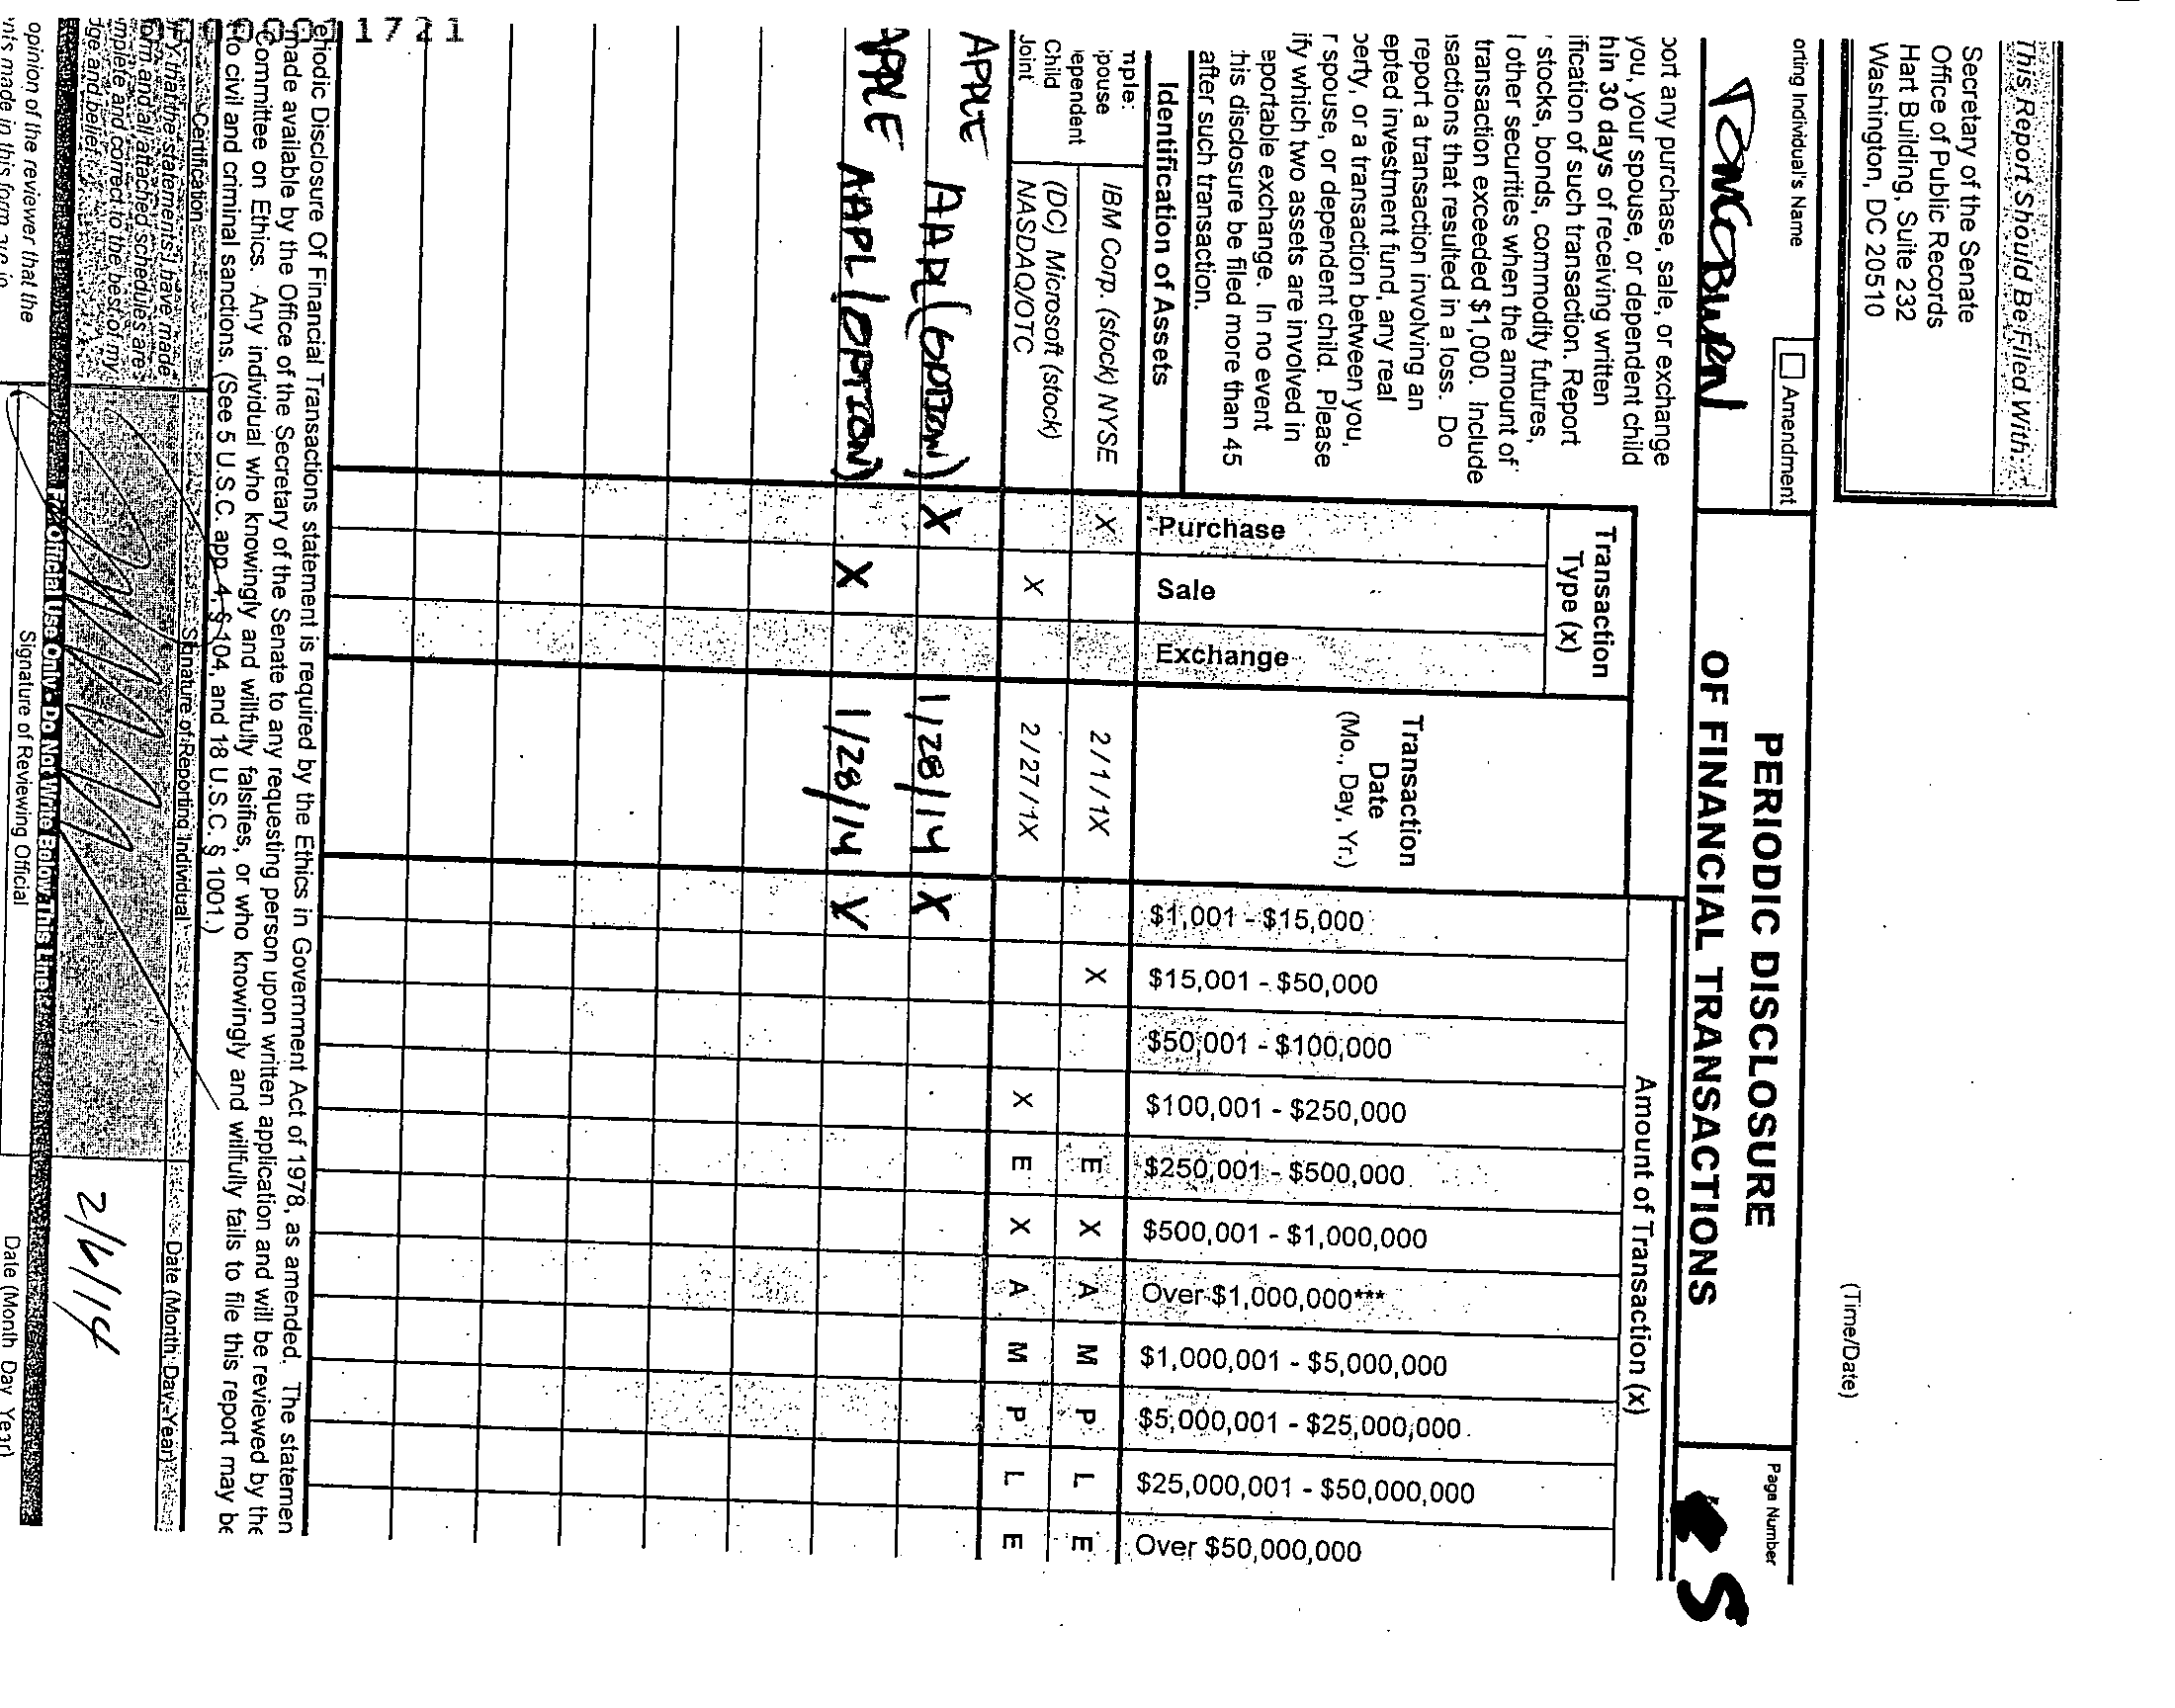 This Report Should Be Filed With:
Secretary of the Senate
Office of Public Records
Hart Building, Suite 232
Washington, DC 20510
(Time/Date)
PERIODIC DISCLOSURE
OF FINANCIAL TRANSACTIONS
orting Individual's Name
Amendment
Page Number
5
port any purchase, sale, or exchange
you, your spouse, or dependent child
hin 30 days of receiving written
ification of such transaction. Report
stocks, bonds, commodity futures,
l other securities when the amount of
transaction exceeded $1,000. Include
nsactions that resulted in a loss. Do
report a transaction involving an
epted investment fund, any real
perty, or a transaction between you,
r spouse, or dependent child. Please
ify which two assets are involved in
eportable exchange. In no event
this disclosure be filed more than 45
after such transaction.
Identification of Assets
Transaction
Type (x)
Purchase
Sale
Exchange
Transaction
Date
(Mo., Day, Yr.)
Amount of Transaction (x)
$1,001 - $15,000
$15,001 - $50,000
$50,001 - $100,000
$100,001 - $250,000
$250,001 - $500,000
$500,001 - $1,000,000
Over $1,000,000***
$1,000,001 - $5,000,000
$5,000,001 - $25,000,000
$25,000,001 - $50,000,000
Over $50,000,000
mple:
pouse
ependent
Child
Joint
IBM Corp. (stock) NYSE X 2/1/1X X E X A M P L E
(DC) Microsoft (stock)
NASDAQ/OTC X 2/27/1X X E X A M P L E
APPLE AAPL (OPTION) X 1/28/14 X
APPLE AAPL (OPTION) X 1/28/14 X
eriodic Disclosure Of Financial Transactions statement is required by the Ethics in Government Act of 1978, as amended. The statemen
made available by the Office of the Secretary of the Senate to any requesting person upon written application and will be reviewed by the
Committee on Ethics. Any individual who knowingly and willfully falsifies, or who knowingly and willfully fails to file this report may be
to civil and criminal sanctions. (See 5 U.S.C. app. 4, § 104, and 18 U.S.C. § 1001.)
Certification
Signature of Reporting Individual
Date (Month, Day, Year)
IFY that the statements I have made
form and all attached schedules are
mplete and correct to the best of my
dge and belief
2/6/14
For Official Use Only - Do Not Write Below This Line
opinion of the reviewer that the
nts made in this form are in
Signature of Reviewing Official
Date (Month Day Year)
1721